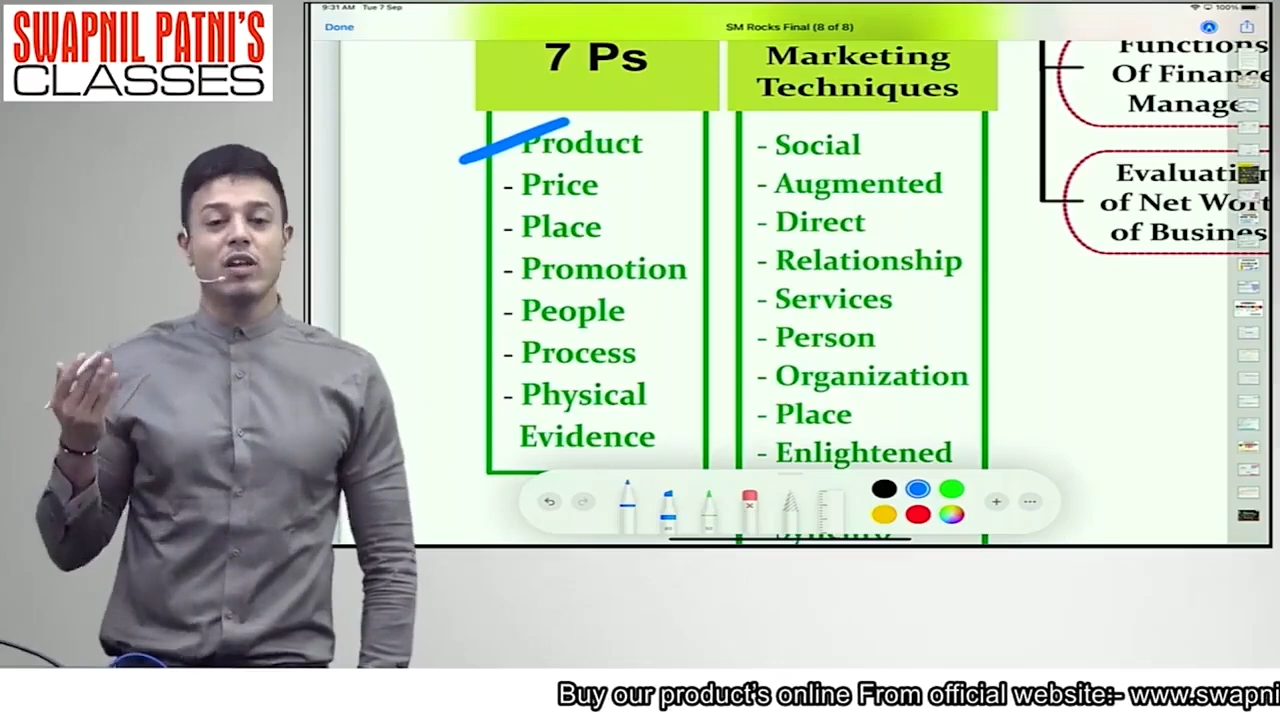 SWAPNIL PATNI'S
CLASSES
9:31 AM Tue 7 Sep
100%
Done
SM Rocks Final (8 of 8)
7 Ps
Product
- Price
- Place
- Promotion
- People
- Process
- Physical
Evidence
Marketing
Techniques
- Social
- Augmented
- Direct
- Relationship
- Services
- Person
- Organization
- Place
- Enlightened
Functions
Of Finance
Manage
Evaluati
of Net Wort
of Busines
Buy our product's online From official website:- www.swapni